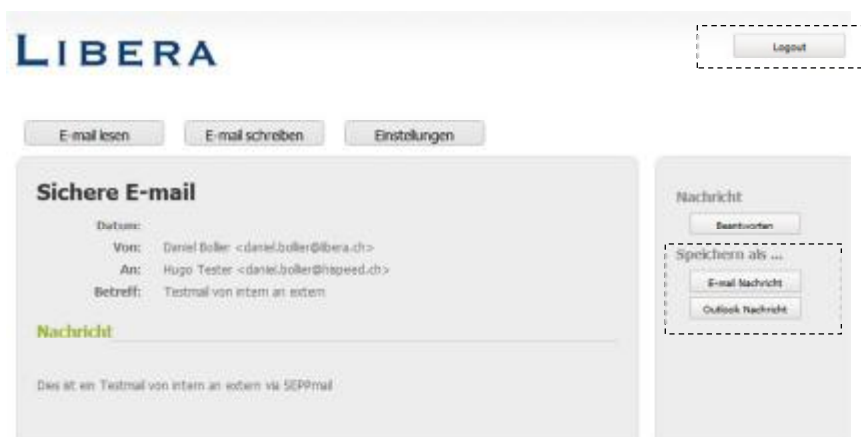 LIBERA
Logout
E-mail lesen
E-mail schreiben
Einstellungen
Sichere E-mail
Datum:
Von: Daniel Boller <daniel.boller@libera.ch>
An: Hugo Tester <daniel.boller@hispeed.ch>
Betreff: Testmail von intern an extern
Nachricht
Dies ist ein Testmail von intern an extern via SEPPmail
Nachricht
Beantworten
Speichern als ...
E-mail Nachricht
Outlook Nachricht